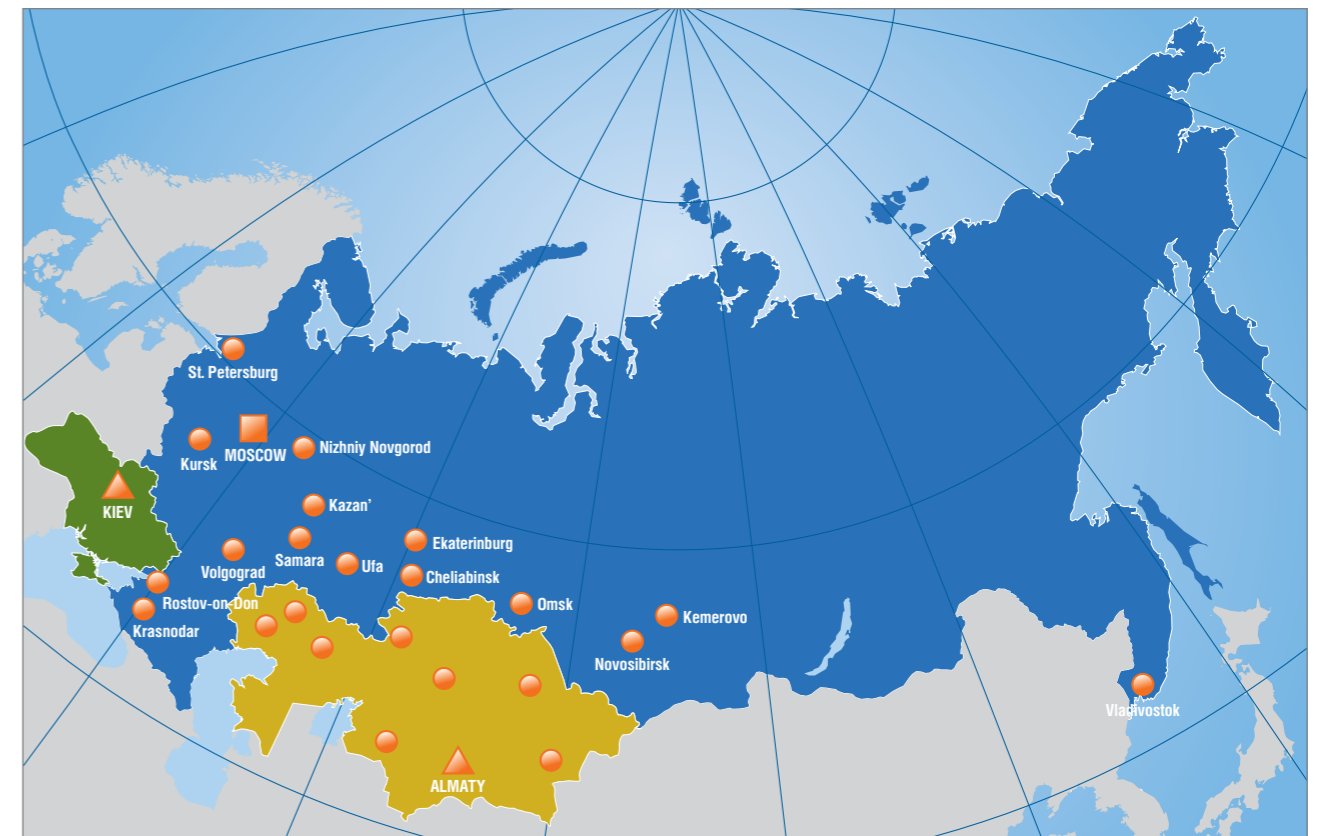 St. Petersburg
MOSCOW
Nizhniy Novgorod
Kursk
KIEV
Kazan’
Ekaterinburg
Samara
Ufa
Volgograd
Cheliabinsk
Rostov-on-Don
Omsk
Kemerovo
Krasnodar
Novosibirsk
Vladivostok
ALMATY